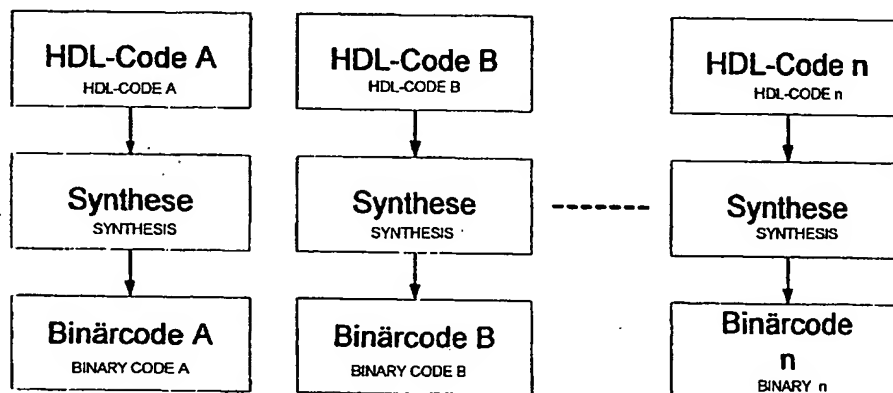 HDL-Code A
HDL-CODE A
Synthese
SYNTHESIS
Binärcode A
BINARY CODE A
HDL-Code B
HDL-CODE B
Synthese
SYNTHESIS
Binärcode B
BINARY CODE B
HDL-Code n
HDL-CODE n
Synthese
SYNTHESIS
Binärcode
n
BINARY n